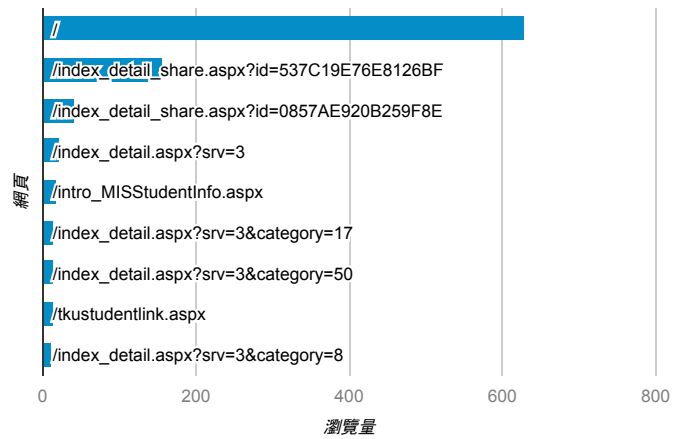 /
/index_detail_share.aspx?id=537C19E76E8126BF
/index_detail_share.aspx?id=0857AE920B259F8E
/index_detail.aspx?srv=3
/intro_MISStudentInfo.aspx
/index_detail.aspx?srv=3&category=17
/index_detail.aspx?srv=3&category=50
/tkustudentlink.aspx
/index_detail.aspx?srv=3&category=8
網頁
0 200 400 600 800
瀏覽量